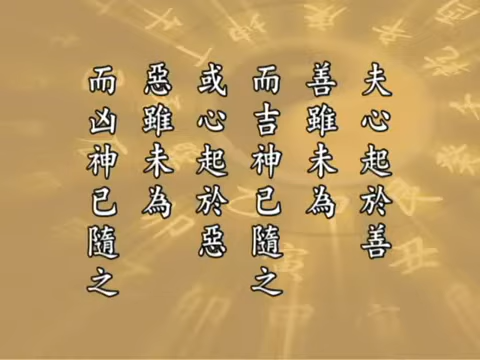 夫心起於善
善雖未為
而吉神已隨之
或心起於惡
惡雖未為
而凶神已隨之